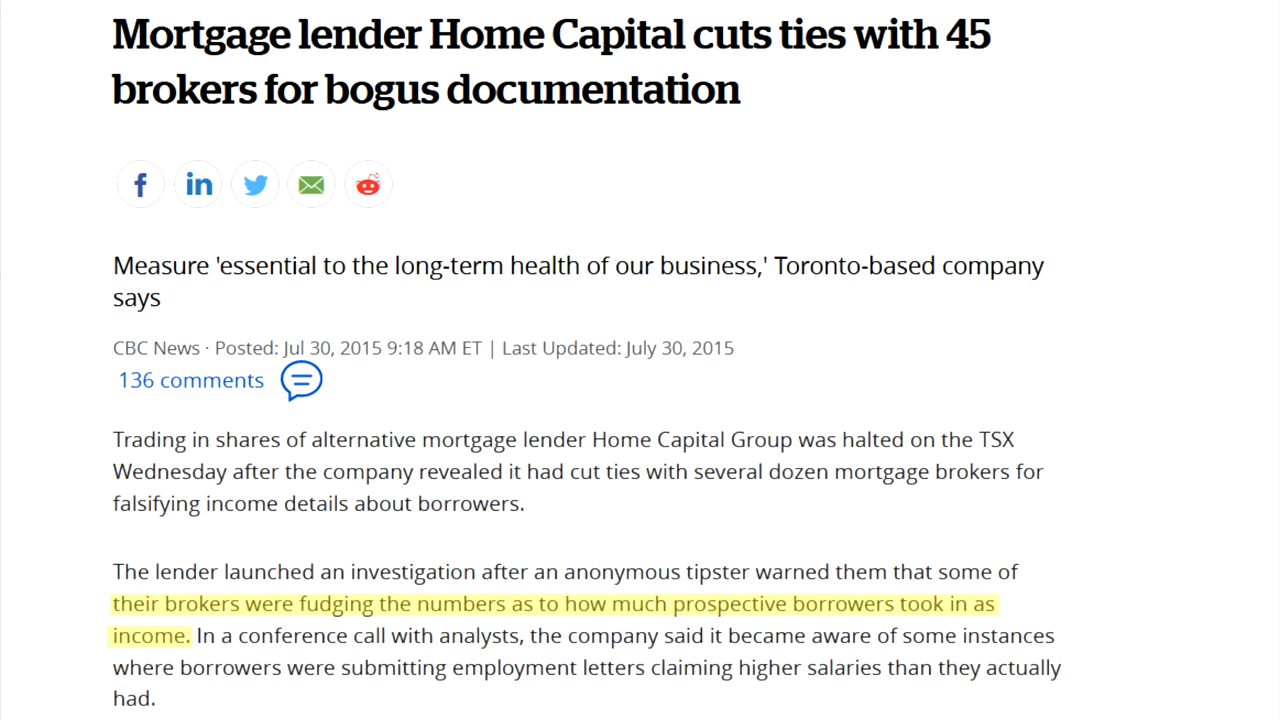 Mortgage lender Home Capital cuts ties with 45
brokers for bogus documentation
f
in
Measure 'essential to the long-term health of our business,' Toronto-based company
says
CBC News · Posted: Jul 30, 2015 9:18 AM ET | Last Updated: July 30, 2015
136 comments
Trading in shares of alternative mortgage lender Home Capital Group was halted on the TSX
Wednesday after the company revealed it had cut ties with several dozen mortgage brokers for
falsifying income details about borrowers.
The lender launched an investigation after an anonymous tipster warned them that some of
their brokers were fudging the numbers as to how much prospective borrowers took in as
income. In a conference call with analysts, the company said it became aware of some instances
where borrowers were submitting employment letters claiming higher salaries than they actually
had.